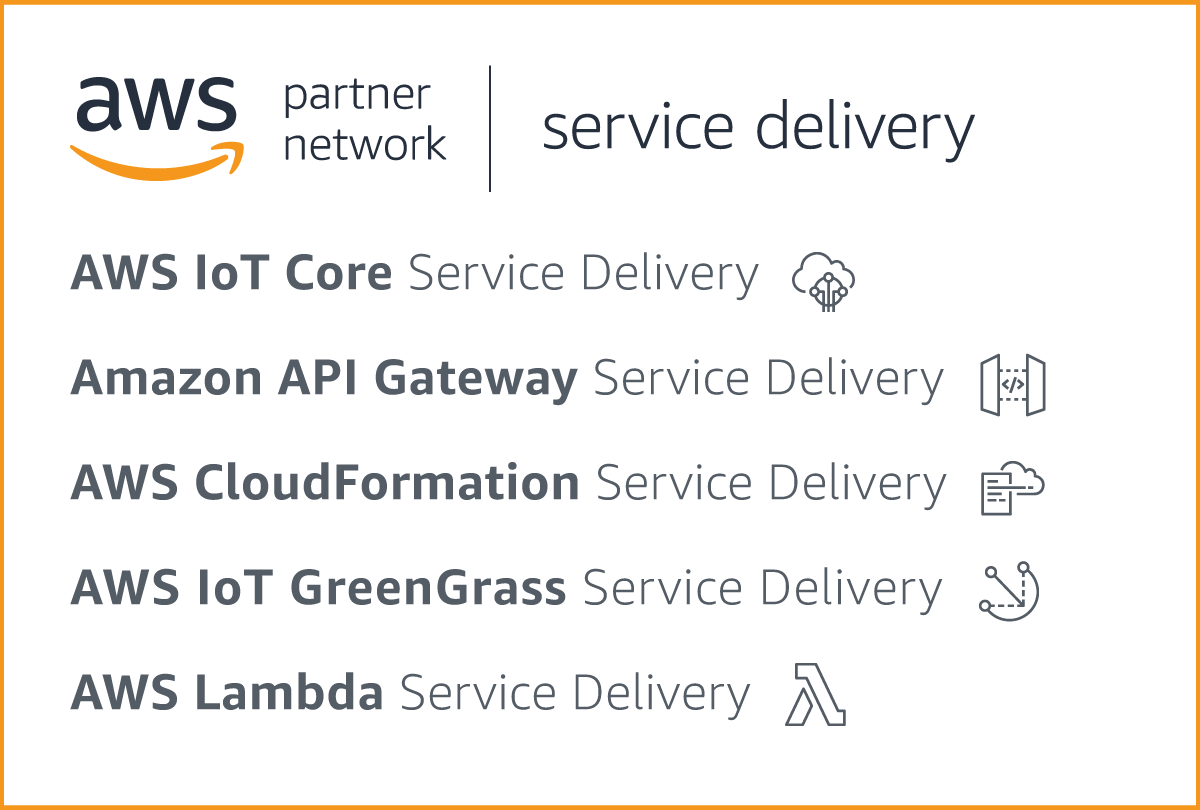 aws partner network | service delivery
AWS IoT Core Service Delivery
Amazon API Gateway Service Delivery
</>
AWS CloudFormation Service Delivery
AWS IoT GreenGrass Service Delivery
AWS Lambda Service Delivery